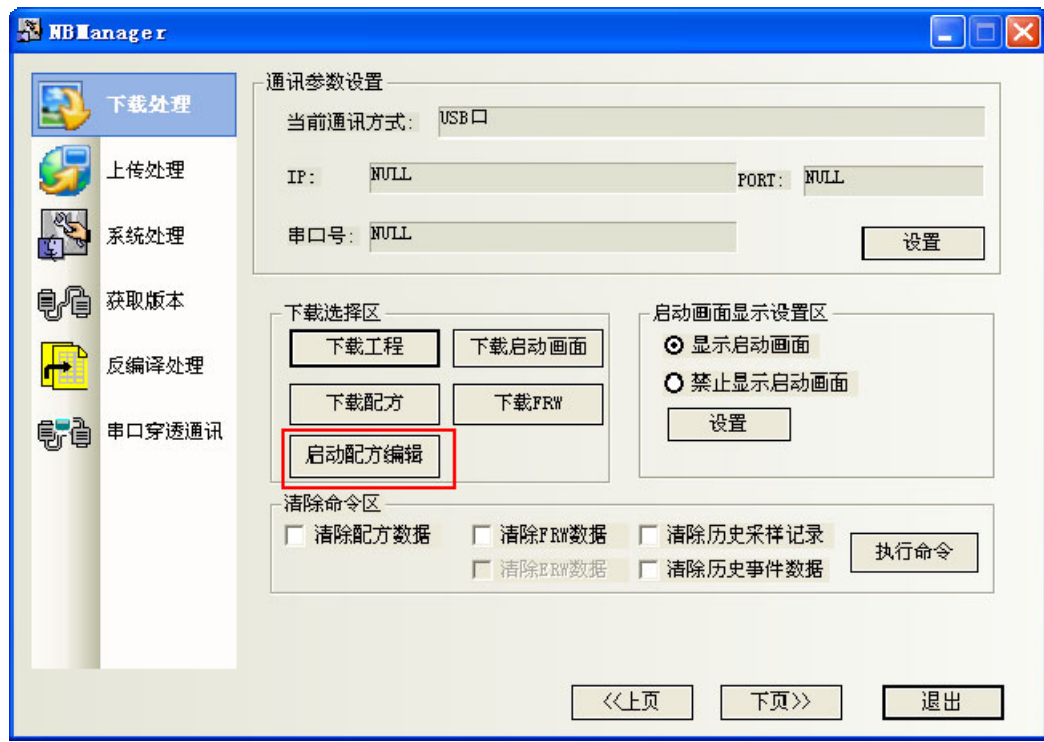 NBManager
下载处理
上传处理
系统处理
获取版本
反编译处理
串口穿透通讯
通讯参数设置
当前通讯方式: USB口
IP: NULL PORT: NULL
串口号: NULL 设置
下载选择区
下载工程 下载启动画面
下载配方 下载FRW
启动配方编辑
启动画面显示设置区
显示启动画面
禁止显示启动画面
设置
清除命令区
清除配方数据 清除FRW数据 清除历史采样记录 执行命令
清除ERW数据 清除历史事件数据
<<上页 下页>> 退出